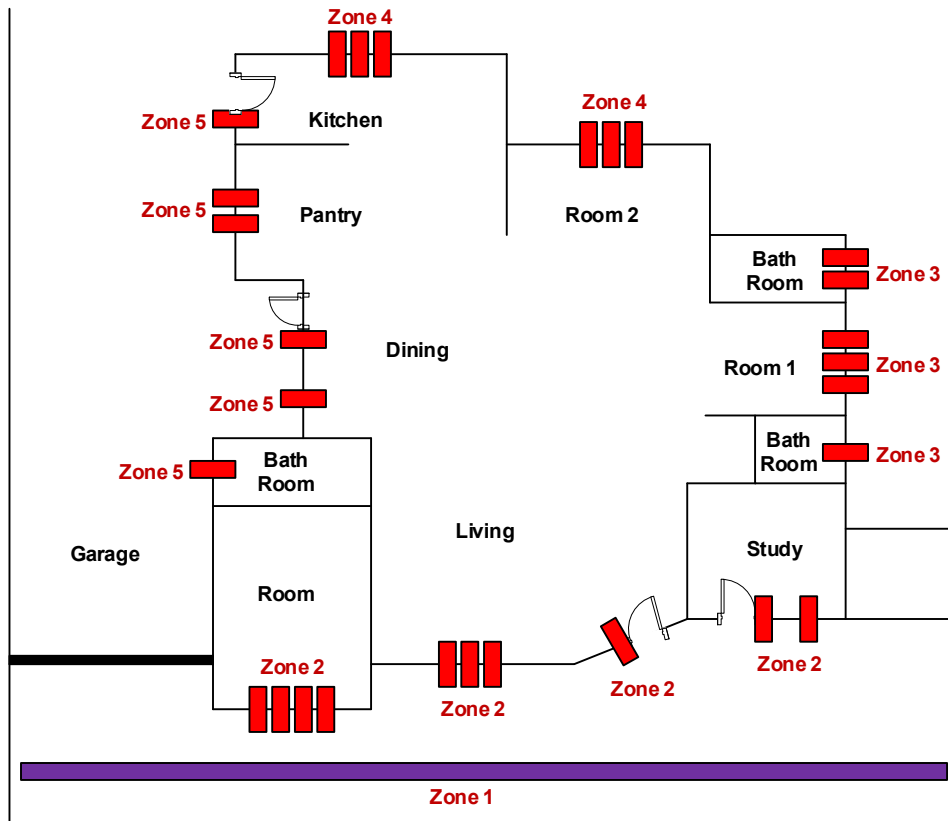 Zone 4
Zone 4
Zone 5
Kitchen
Zone 5
Pantry
Room 2
Bath
Room
Zone 3
Zone 5
Dining
Room 1
Zone 3
Zone 5
Zone 5
Bath
Room
Bath
Room
Zone 3
Garage
Living
Study
Room
Zone 2
Zone 2
Zone 2
Zone 2
Zone 1